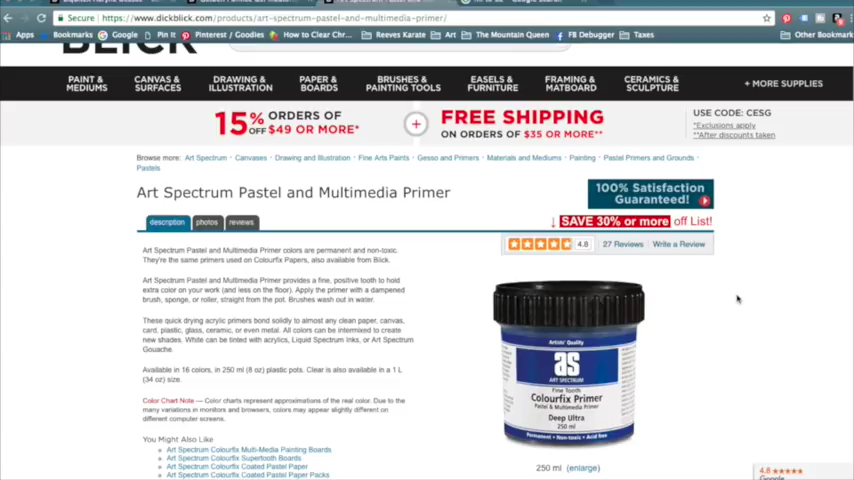 Secure https://www.dickblick.com/products/art-spectrum-pastel-and-multimedia-primer/
Apps Bookmarks Google Pin It Pinterest / Goodies How to Clear Chr... Reeves Karate Art The Mountain Queen FB Debugger Taxes Other Bookmark
BLICK
PAINT & MEDIUMS
CANVAS & SURFACES
DRAWING & ILLUSTRATION
PAPER & BOARDS
BRUSHES & PAINTING TOOLS
EASELS & FURNITURE
FRAMING & MATBOARD
CERAMICS & SCULPTURE
+ MORE SUPPLIES
15% OFF ORDERS OF $49 OR MORE*
+
FREE SHIPPING
ON ORDERS OF $35 OR MORE**
USE CODE: CESG
*Exclusions apply
**After discounts taken
Browse more: Art Spectrum · Canvases · Drawing and Illustration · Fine Arts Paints · Gesso and Primers · Materials and Mediums · Painting · Pastel Primers and Grounds ·
Pastels
Art Spectrum Pastel and Multimedia Primer
100% Satisfaction
Guaranteed!
description photos reviews
↓ SAVE 30% or more off List!
4.8 27 Reviews Write a Review
Art Spectrum Pastel and Multimedia Primer colors are permanent and non-toxic.
They're the same primers used on Colourfix Papers, also available from Blick.
Art Spectrum Pastel and Multimedia Primer provides a fine, positive tooth to hold
extra color on your work (and less on the floor). Apply the primer with a dampened
brush, sponge, or roller, straight from the pot. Brushes wash out in water.
These quick drying acrylic primers bond solidly to almost any clean paper, canvas,
card, plastic, glass, ceramic, or even metal. All colors can be intermixed to create
new shades. White can be tinted with acrylics, Liquid Spectrum Inks, or Art Spectrum
Gouache.
Available in 16 colors, in 250 ml (8 oz) plastic pots. Clear is also available in a 1 L
(34 oz) size.
Color Chart Note — Color charts represent approximations of the real color. Due to the
many variations in monitors and browsers, colors may appear slightly different on
different computer screens.
You Might Also Like
Art Spectrum Colourfix Multi-Media Painting Boards
Art Spectrum Colourfix Supertooth Boards
Art Spectrum Colourfix Coated Pastel Paper
Art Spectrum Colourfix Coated Pastel Paper Packs
Artists' Quality
as
ART SPECTRUM
Fine Tooth
Colourfix Primer
Pastel & Multimedia Primer
Deep Ultra
250 ml
Permanent • Non-toxic • Acid free
250 ml (enlarge)
4.8
Google